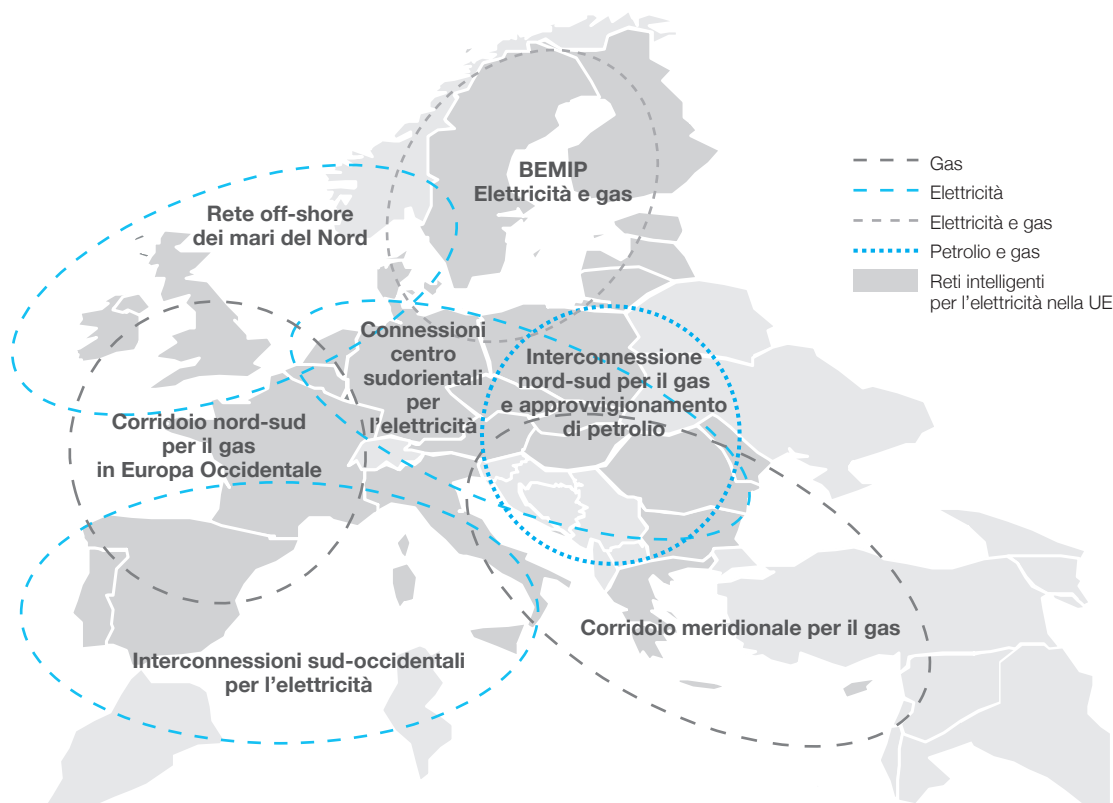 BEMIP
Elettricità e gas
Rete off-shore
dei mari del Nord
Gas
Elettricità
Elettricità e gas
Petrolio e gas
Reti intelligenti
per l'elettricità nella UE
Connessioni
centro
sudorientali
per
l'elettricità
Interconnessione
nord-sud per il gas
e approvvigionamento
di petrolio
Corridoio nord-sud
per il gas
in Europa Occidentale
Corridoio meridionale per il gas
Interconnessioni sud-occidentali
per l'elettricità